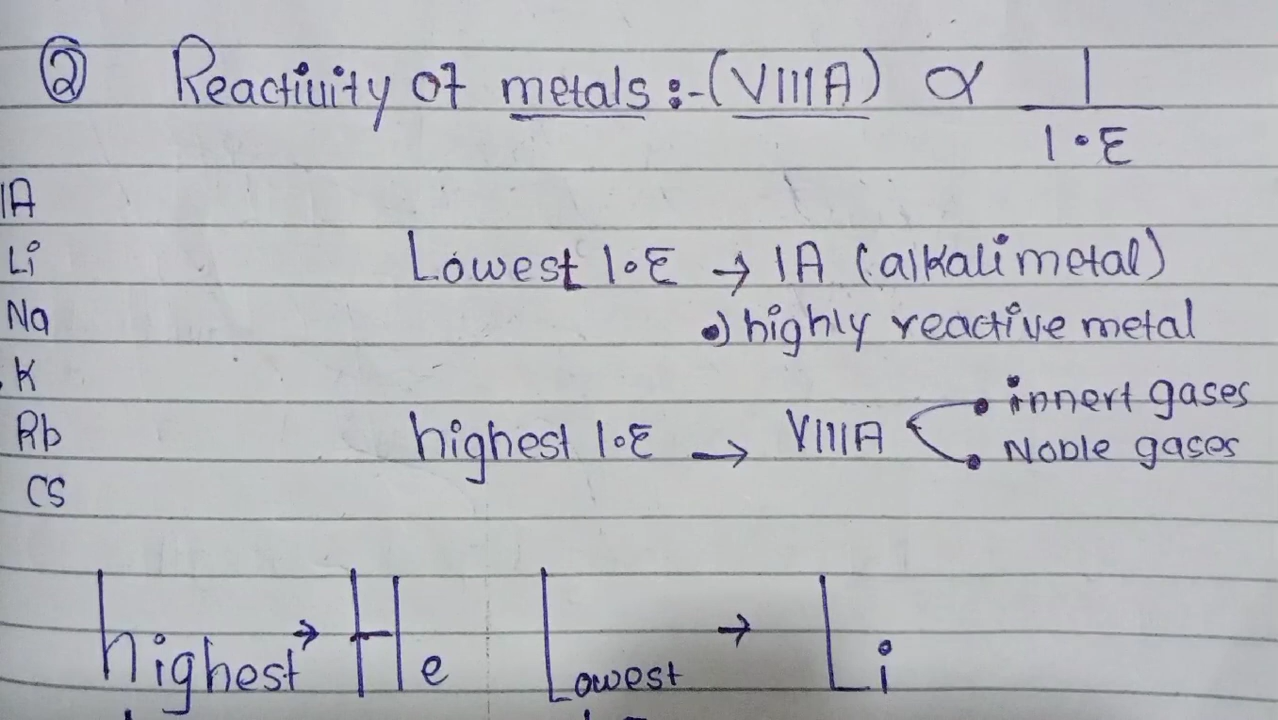 ② Reactivity of metals :- (VIIIA) ∝ 1/I·E
IA
Li Lowest I·E → IA (alkali metal)
Na •) highly reactive metal
K • innert gases
Rb highest I·E → VIIIA • Noble gases
Cs
highest → He Lowest → Li